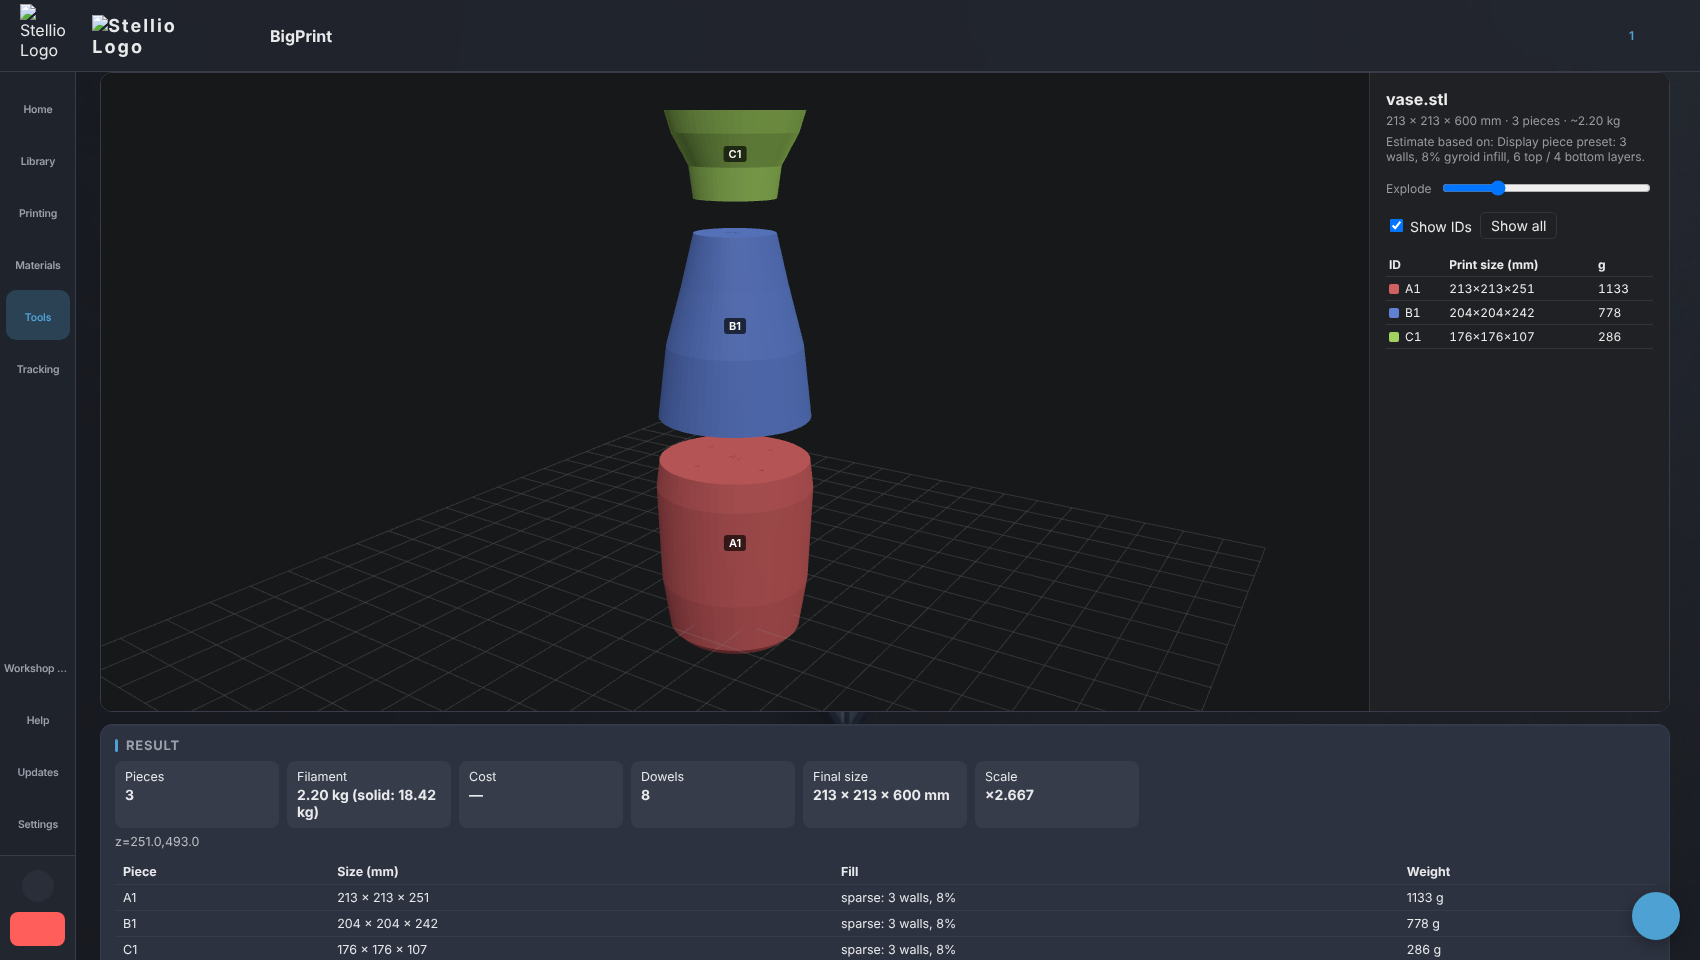 Stellio
Logo
Stellio
Logo
BigPrint
1
Home
Library
Printing
Materials
Tools
Tracking
Workshop ...
Help
Updates
Settings
C1
B1
A1
vase.stl
213 × 213 × 600 mm · 3 pieces · ~2.20 kg
Estimate based on: Display piece preset: 3
walls, 8% gyroid infill, 6 top / 4 bottom layers.
Explode
Show IDs Show all
ID Print size (mm) g
A1 213×213×251 1133
B1 204×204×242 778
C1 176×176×107 286
RESULT
Pieces
3
Filament
2.20 kg (solid: 18.42
kg)
Cost
—
Dowels
8
Final size
213 × 213 × 600 mm
Scale
×2.667
z=251.0,493.0
Piece Size (mm) Fill Weight
A1 213 × 213 × 251 sparse: 3 walls, 8% 1133 g
B1 204 × 204 × 242 sparse: 3 walls, 8% 778 g
C1 176 × 176 × 107 sparse: 3 walls, 8% 286 g